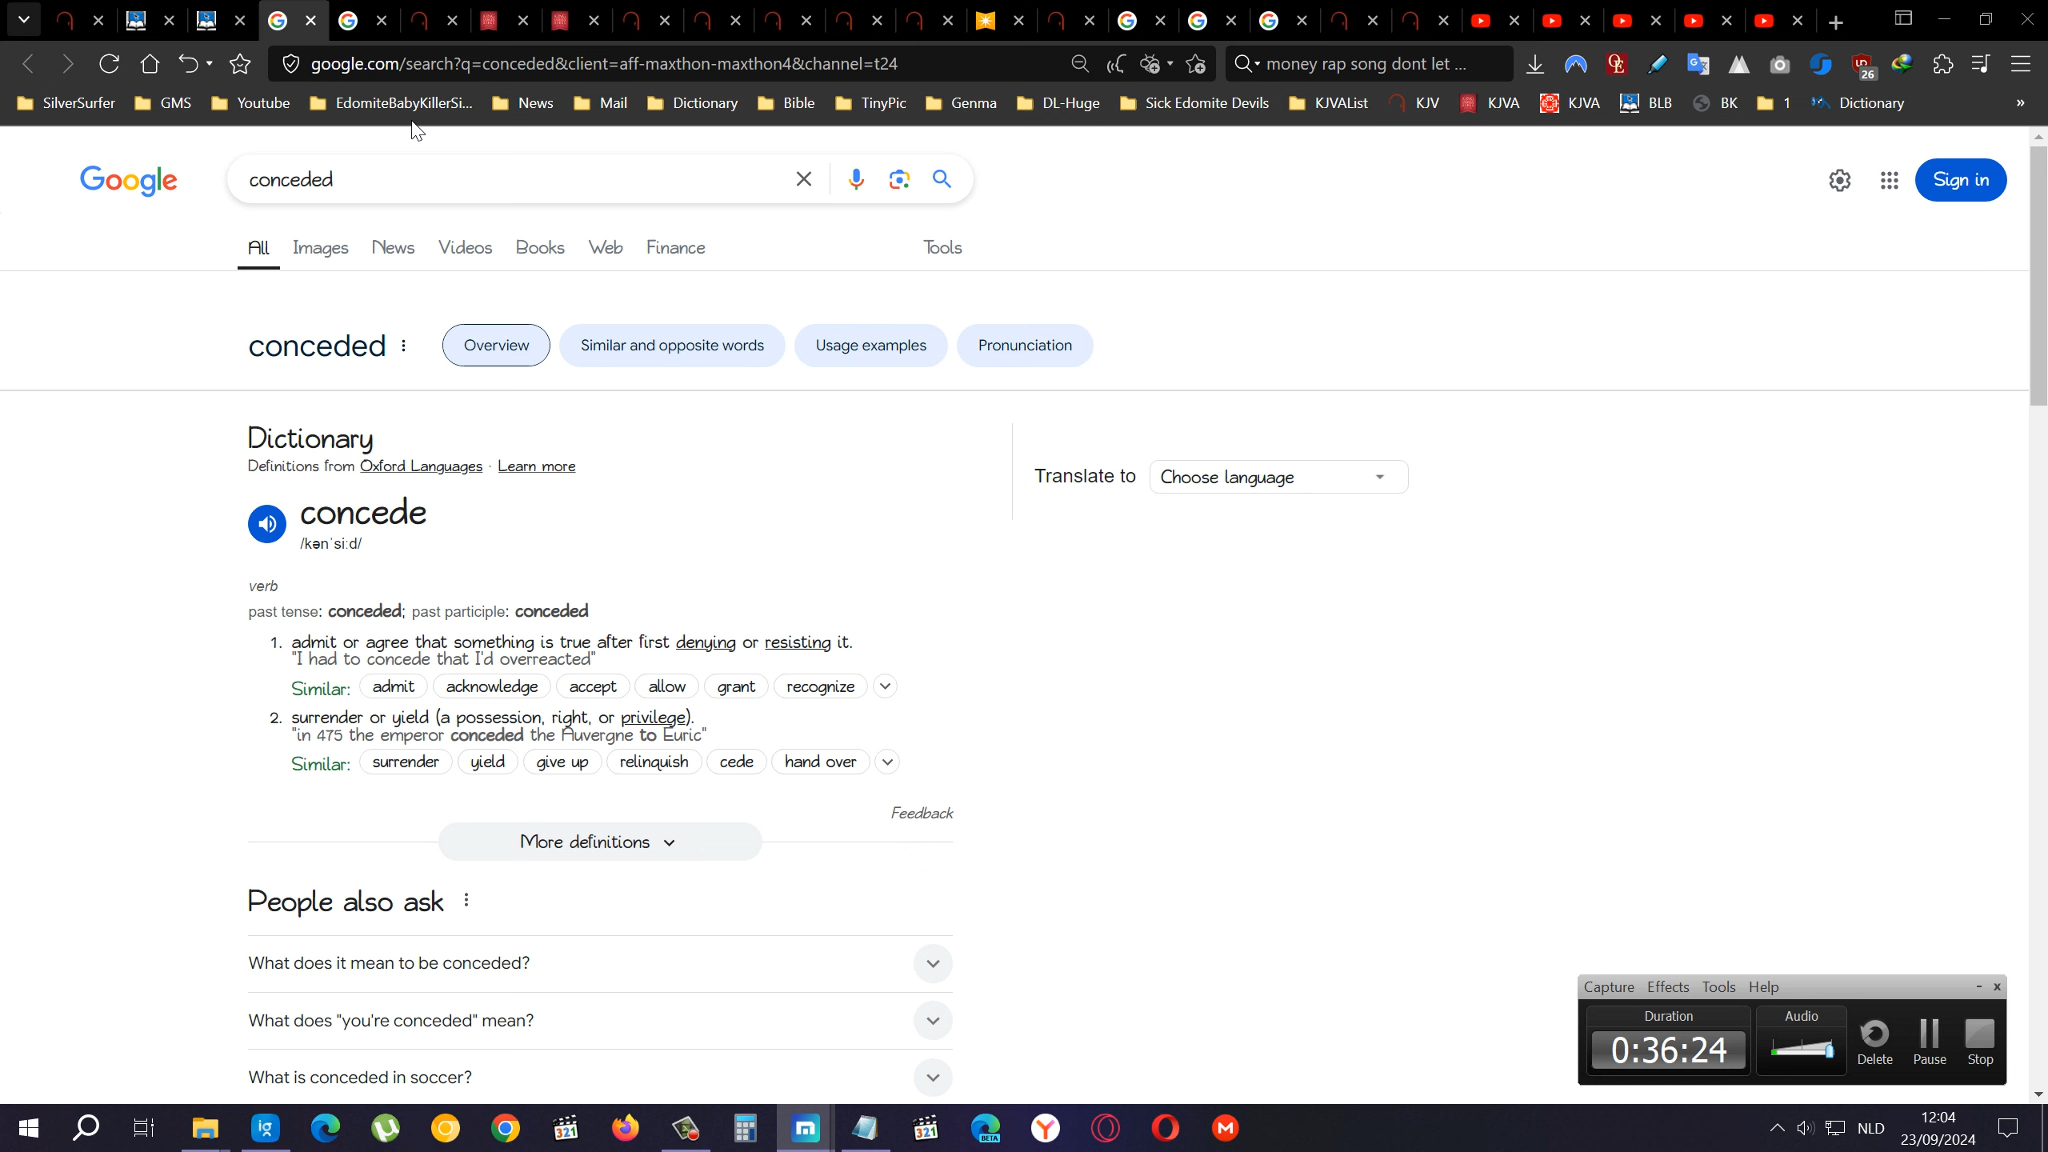 google.com/search?q=conceded&client=aff-maxthon-maxthon4&channel=t24
money rap song dont let ...
26
SilverSurfer GMS Youtube EdomiteBabyKillerSi... News Mail Dictionary Bible TinyPic Genma DL-Huge Sick Edomite Devils KJVAList KJV KJVA KJVA BLB BK 1 Dictionary »
Google
conceded
Sign in
All Images News Videos Books Web Finance Tools
conceded
Overview Similar and opposite words Usage examples Pronunciation
Dictionary
Definitions from Oxford Languages · Learn more
Translate to Choose language
concede
/kənˈsiːd/
verb
past tense: conceded; past participle: conceded
1. admit or agree that something is true after first denying or resisting it.
"I had to concede that I'd overreacted"
Similar: admit acknowledge accept allow grant recognize
2. surrender or yield (a possession, right, or privilege).
"in 475 the emperor conceded the Auvergne to Euric"
Similar: surrender yield give up relinquish cede hand over
Feedback
More definitions
People also ask
What does it mean to be conceded?
What does "you're conceded" mean?
What is conceded in soccer?
Capture Effects Tools Help - x
Duration Audio
0:36:24
Delete Pause Stop
NLD
12:04
23/09/2024